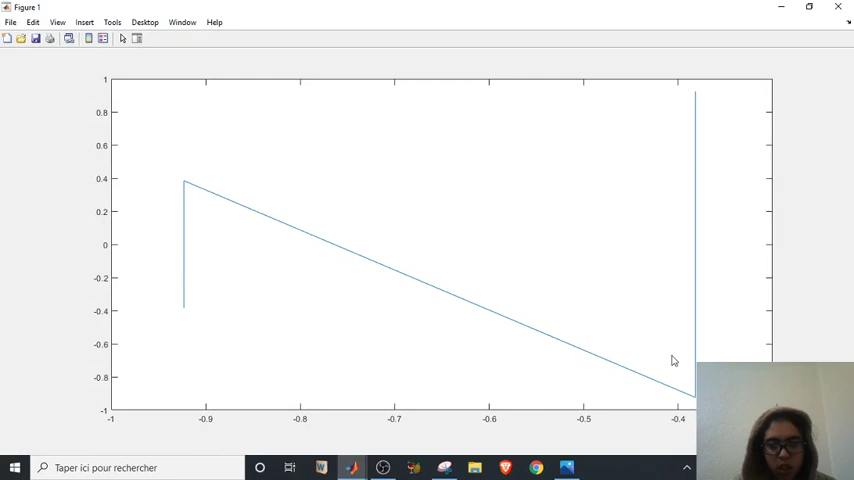 Figure 1
File Edit View Insert Tools Desktop Window Help
1
0.8
0.6
0.4
0.2
0
-0.2
-0.4
-0.6
-0.8
-1
-1 -0.9 -0.8 -0.7 -0.6 -0.5 -0.4
Taper ici pour rechercher